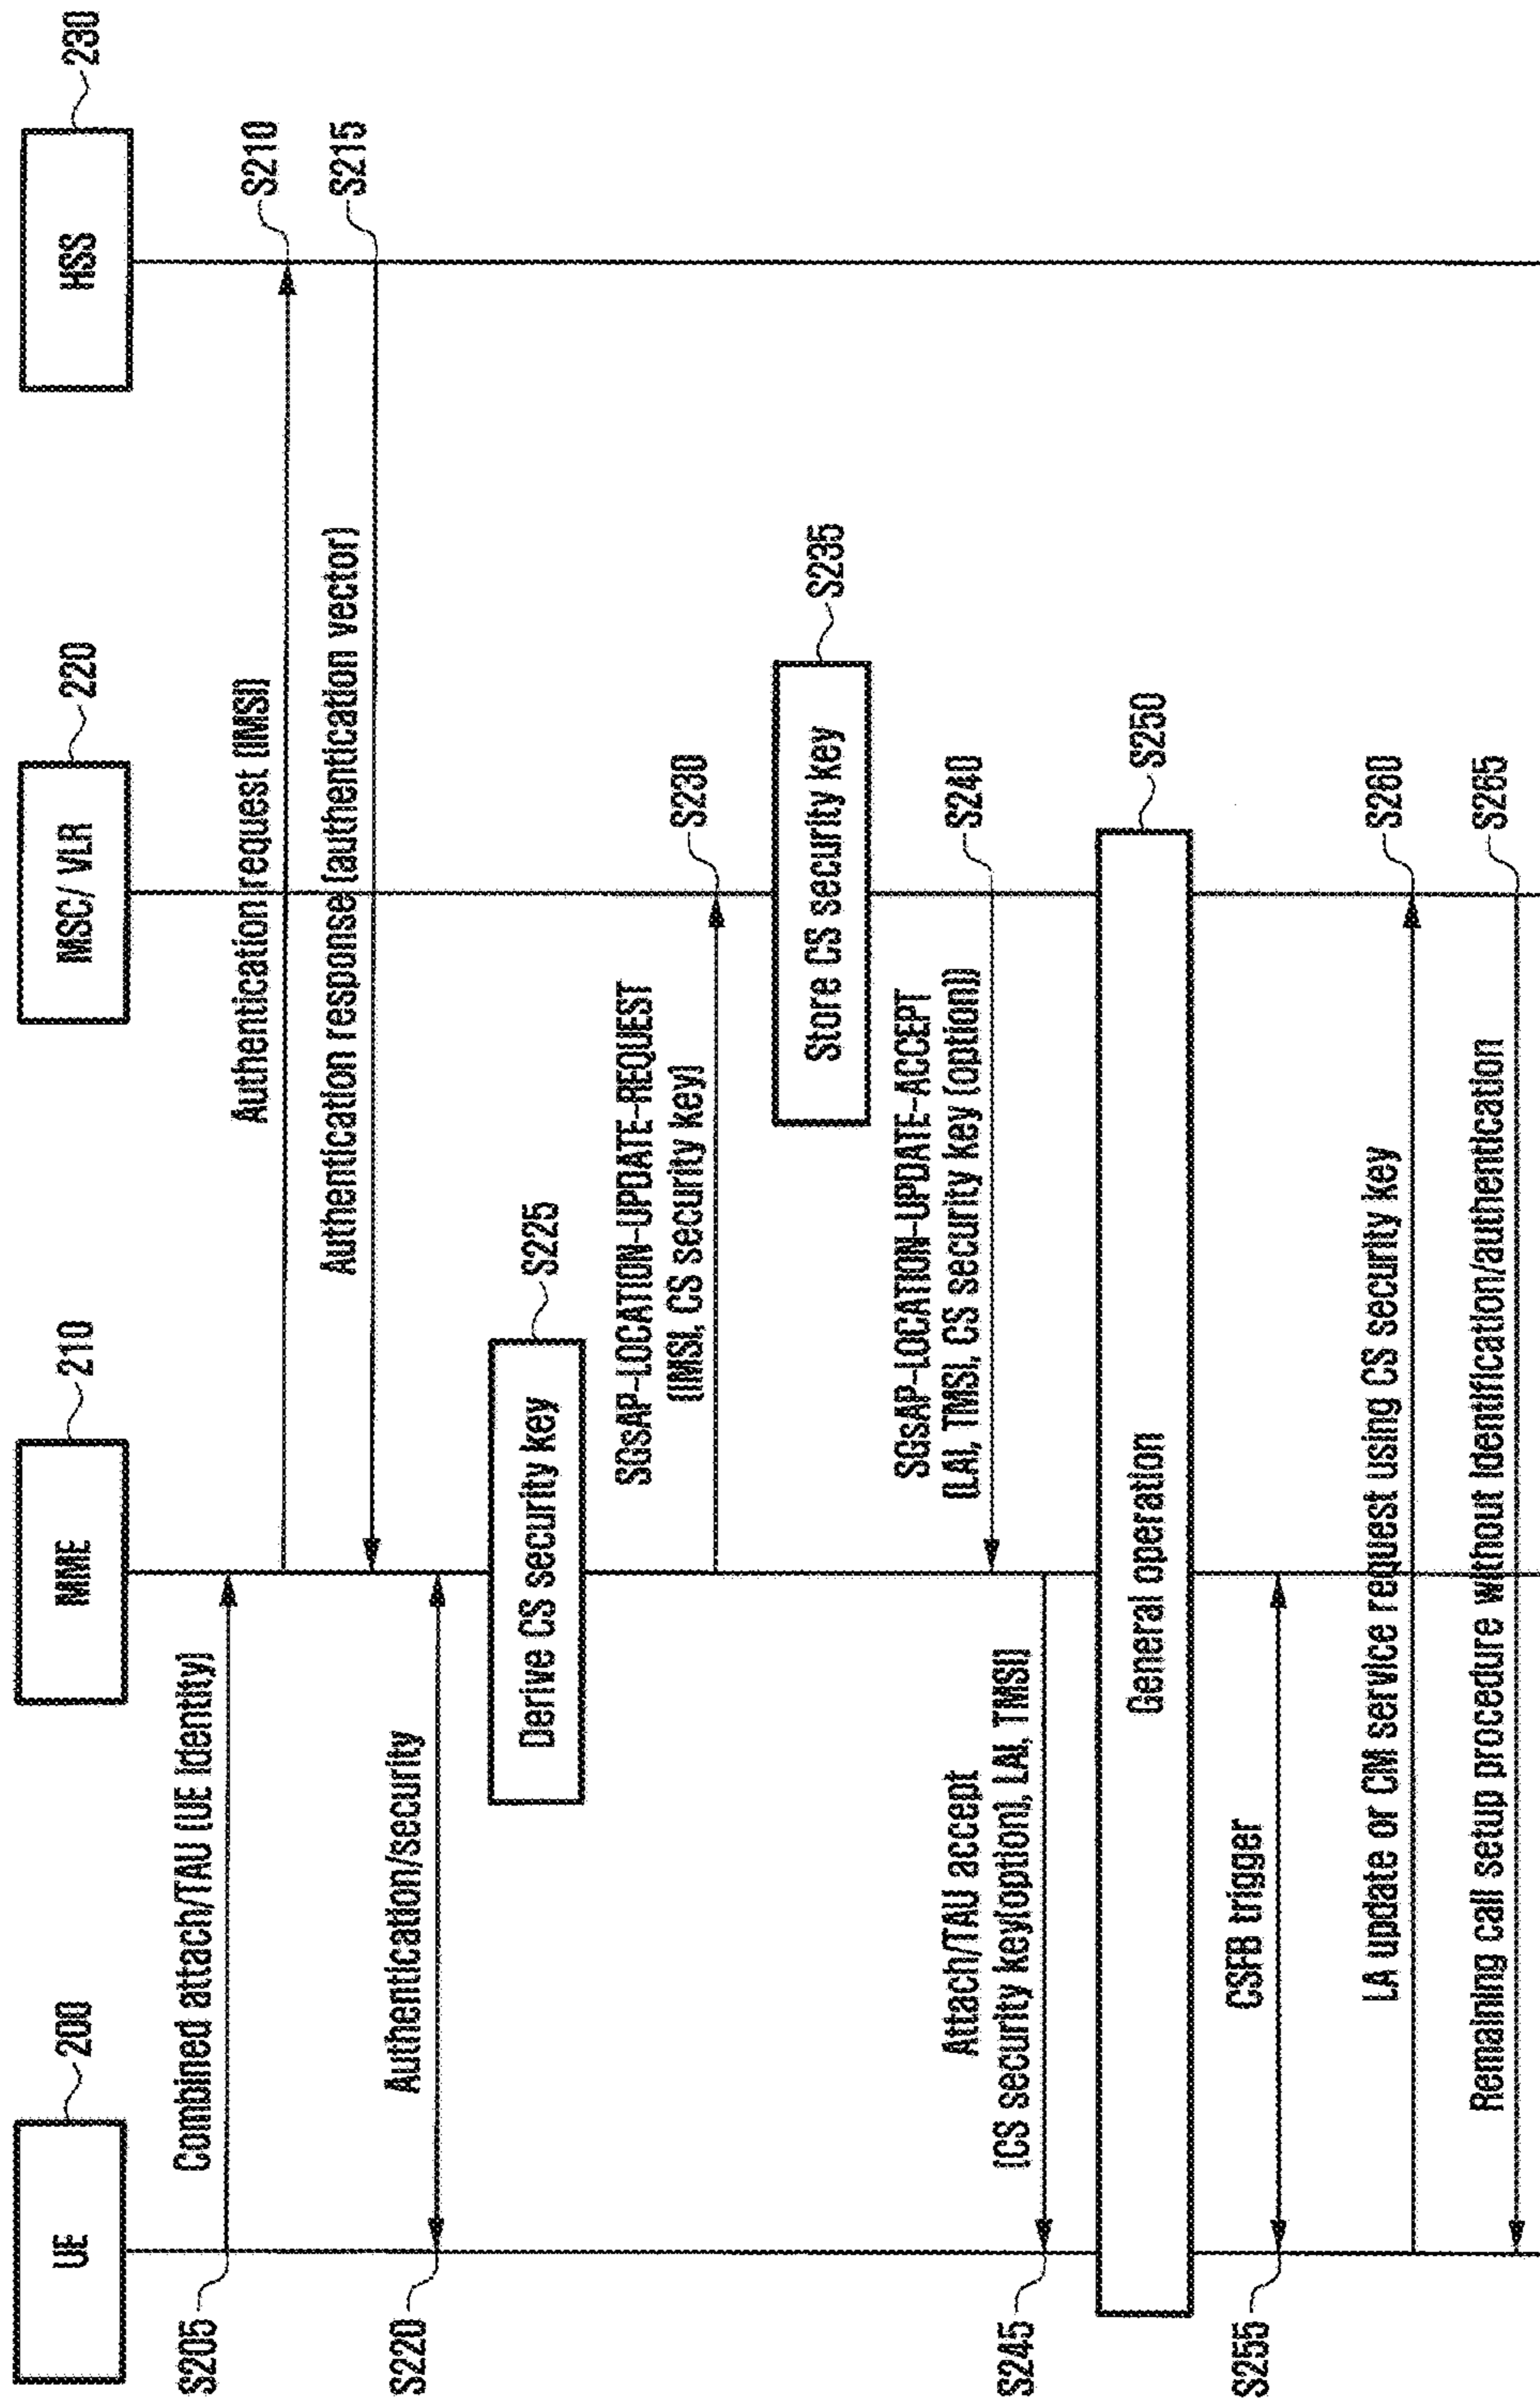 UE
200
MME
210
MSC/ VLR
220
HSS
230
S205
Combined attach/TAU (UE identity)
Authentication request (IMSI)
S210
Authentication response (authentication vector)
S215
S220
Authentication/security
Derive CS security key
S225
SGsAP-LOCATION-UPDATE-REQUEST
(IMSI, CS security key)
S230
Store CS security key
S235
SGsAP-LOCATION-UPDATE-ACCEPT
(LAI, TMSI, CS security key (option))
S240
S245
Attach/TAU accept
(CS security key(option), LAI, TMSI)
General operation
S250
S255
CSFB trigger
LA update or CM service request using CS security key
S260
Remaining call setup procedure without identification/authentication
S265